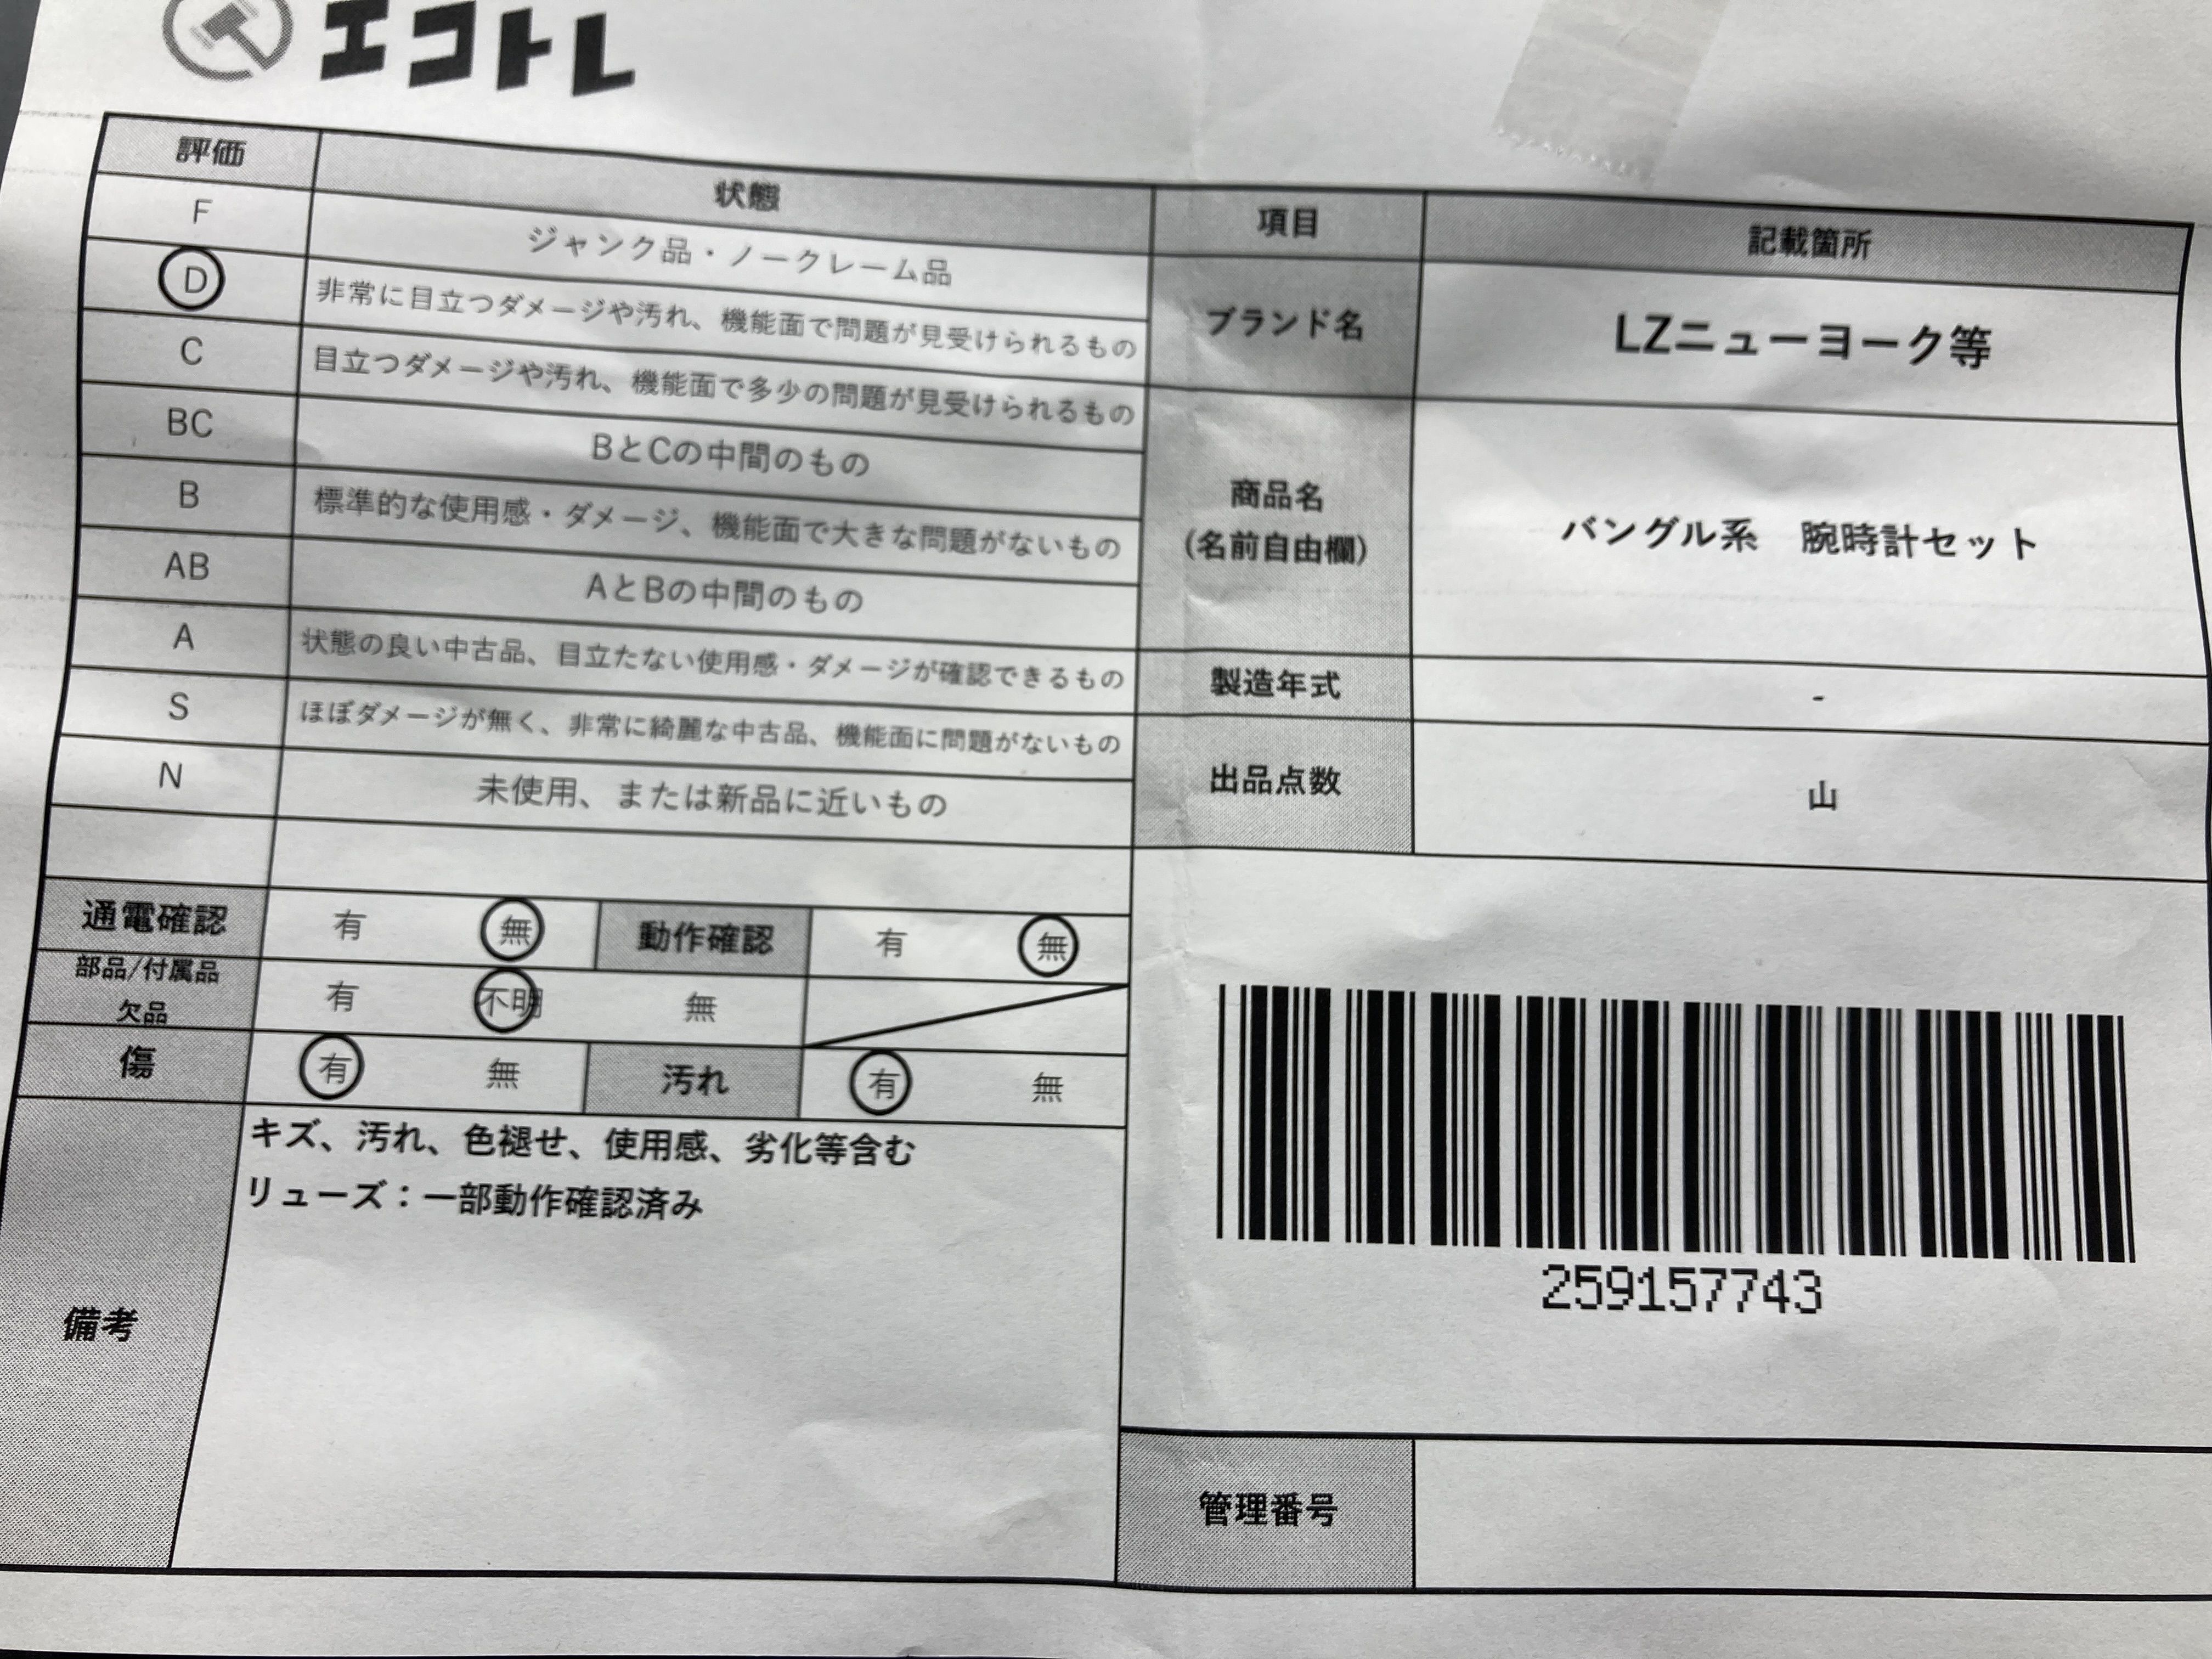 エコトレ
評価 状態
F ジャンク品・ノークレーム品
D 非常に目立つダメージや汚れ、機能面で問題が見受けられるもの
C 目立つダメージや汚れ、機能面で多少の問題が見受けられるもの
BC BとCの中間のもの
B 標準的な使用感・ダメージ、機能面で大きな問題がないもの
AB AとBの中間のもの
A 状態の良い中古品、目立たない使用感・ダメージが確認できるもの
S ほぼダメージが無く、非常に綺麗な中古品、機能面に問題がないもの
N 未使用、または新品に近いもの
通電確認 有 無 動作確認 有 無
部品/付属品
欠品 有 不明 無
傷 有 無 汚れ 有 無
備考
キズ、汚れ、色褪せ、使用感、劣化等含む
リューズ：一部動作確認済み
項目 記載箇所
ブランド名 LZニューヨーク等
商品名
(名前自由欄) バングル系　腕時計セット
製造年式 -
出品点数 山
259157743
管理番号